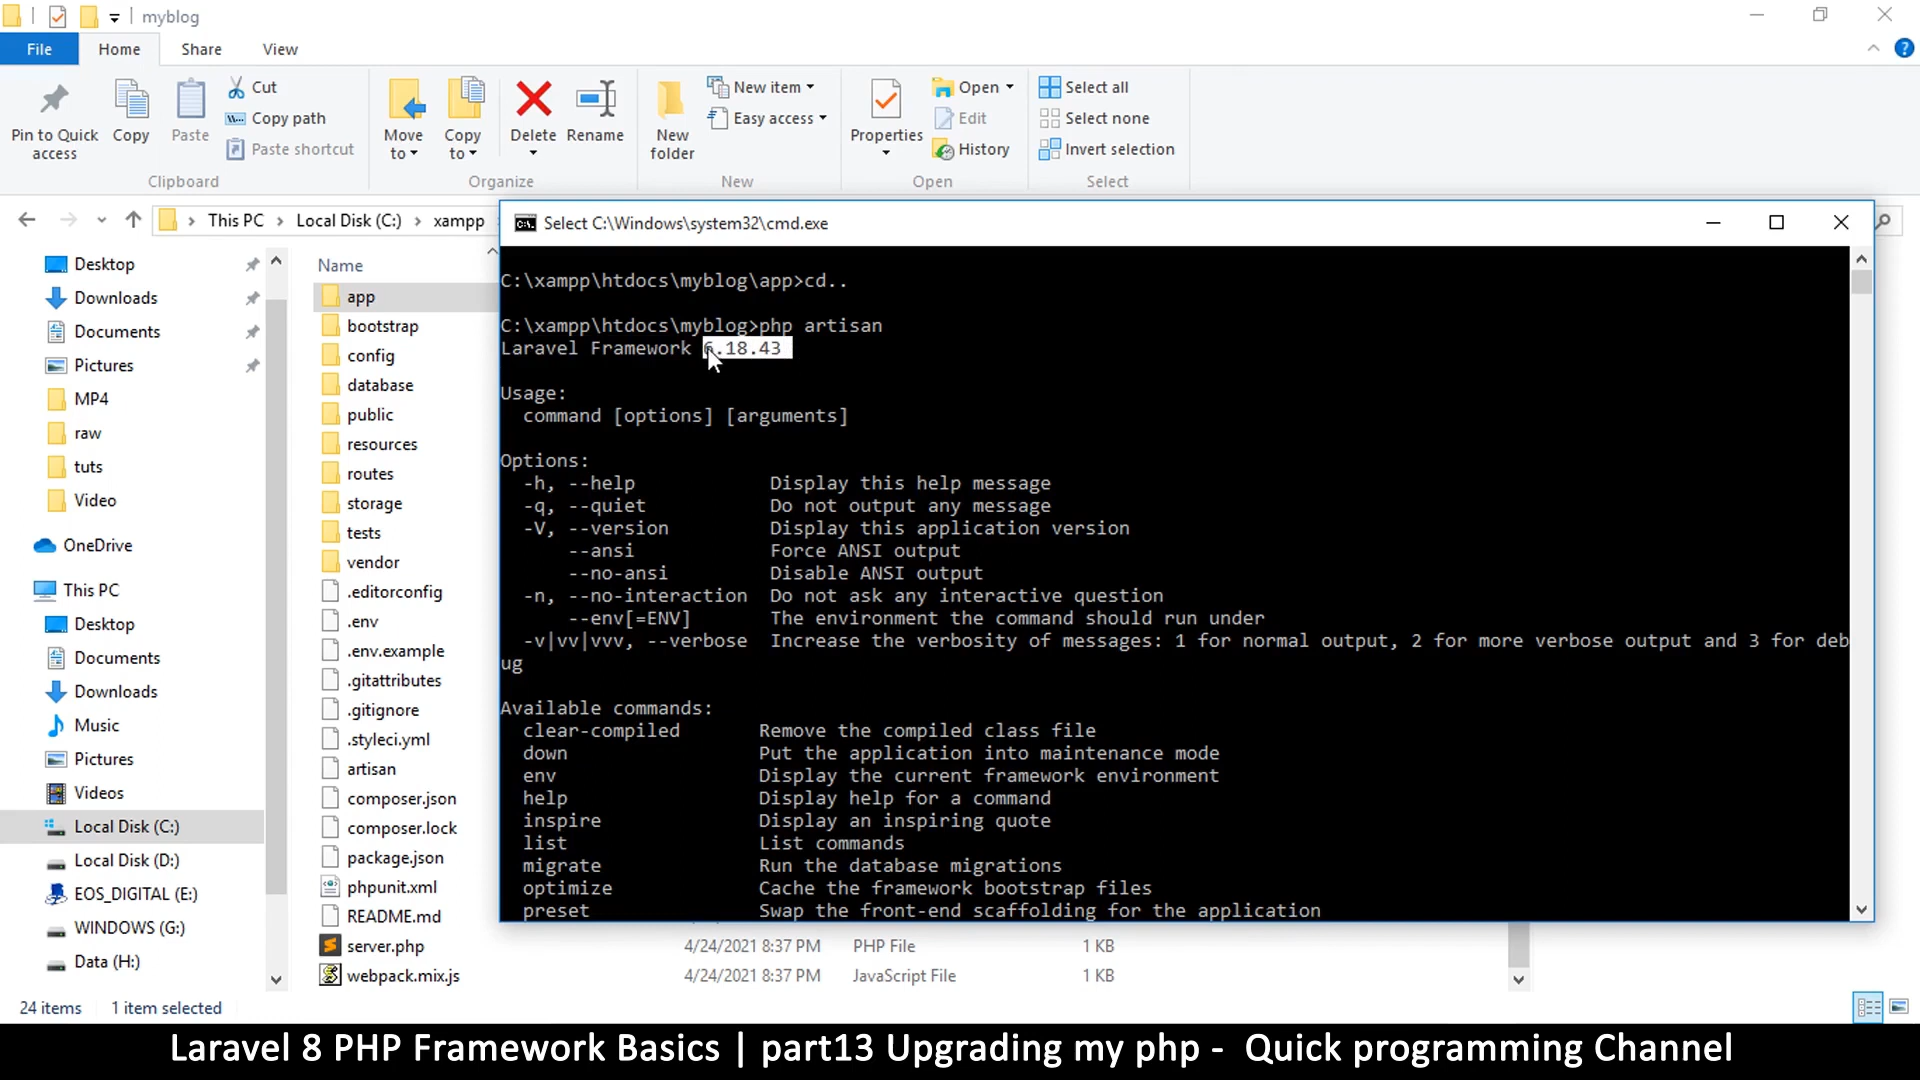 myblog
File Home Share View
Pin to Quick access
Copy
Paste
Cut
Copy path
Paste shortcut
Clipboard
Move to
Copy to
Delete
Rename
Organize
New folder
New item
Easy access
New
Properties
Open
Edit
History
Open
Select all
Select none
Invert selection
Select
This PC > Local Disk (C:) > xampp
Desktop
Downloads
Documents
Pictures
MP4
raw
tuts
Video
OneDrive
This PC
Desktop
Documents
Downloads
Music
Pictures
Videos
Local Disk (C:)
Local Disk (D:)
EOS_DIGITAL (E:)
WINDOWS (G:)
Data (H:)
Name
app
bootstrap
config
database
public
resources
routes
storage
tests
vendor
.editorconfig
.env
.env.example
.gitattributes
.gitignore
.styleci.yml
artisan
composer.json
composer.lock
package.json
phpunit.xml
README.md
server.php 4/24/2021 8:37 PM PHP File 1 KB
webpack.mix.js 4/24/2021 8:37 PM JavaScript File 1 KB
Select C:\Windows\system32\cmd.exe
C:\xampp\htdocs\myblog\app>cd..
C:\xampp\htdocs\myblog>php artisan
Laravel Framework 6.18.43
Usage:
command [options] [arguments]
Options:
-h, --help Display this help message
-q, --quiet Do not output any message
-V, --version Display this application version
--ansi Force ANSI output
--no-ansi Disable ANSI output
-n, --no-interaction Do not ask any interactive question
--env[=ENV] The environment the command should run under
-v|vv|vvv, --verbose Increase the verbosity of messages: 1 for normal output, 2 for more verbose output and 3 for deb
ug
Available commands:
clear-compiled Remove the compiled class file
down Put the application into maintenance mode
env Display the current framework environment
help Display help for a command
inspire Display an inspiring quote
list List commands
migrate Run the database migrations
optimize Cache the framework bootstrap files
preset Swap the front-end scaffolding for the application
24 items 1 item selected
Laravel 8 PHP Framework Basics | part13 Upgrading my php - Quick programming Channel